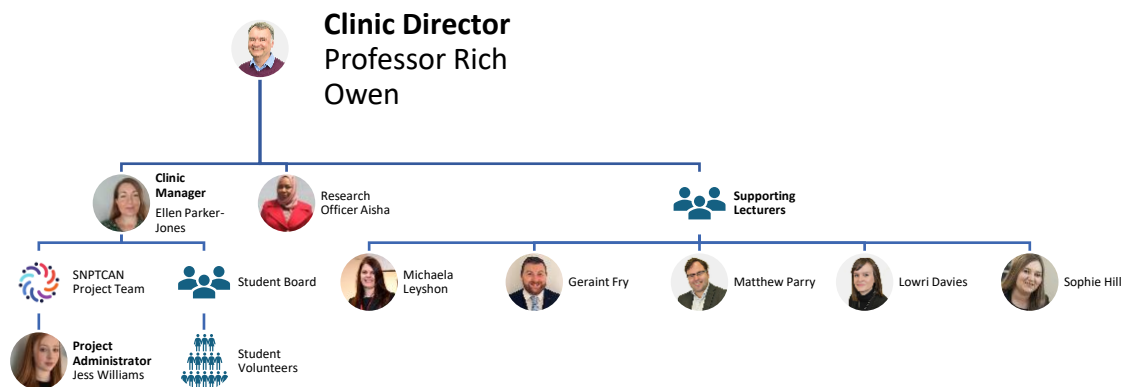 Clinic Director
Professor Rich
Owen
Clinic
Manager
Ellen Parker-
Jones
Research
Officer Aisha
Supporting
Lecturers
SNPTCAN
Project Team
Student Board
Michaela
Leyshon
Geraint Fry
Matthew Parry
Lowri Davies
Sophie Hill
Project
Administrator
Jess Williams
Student
Volunteers